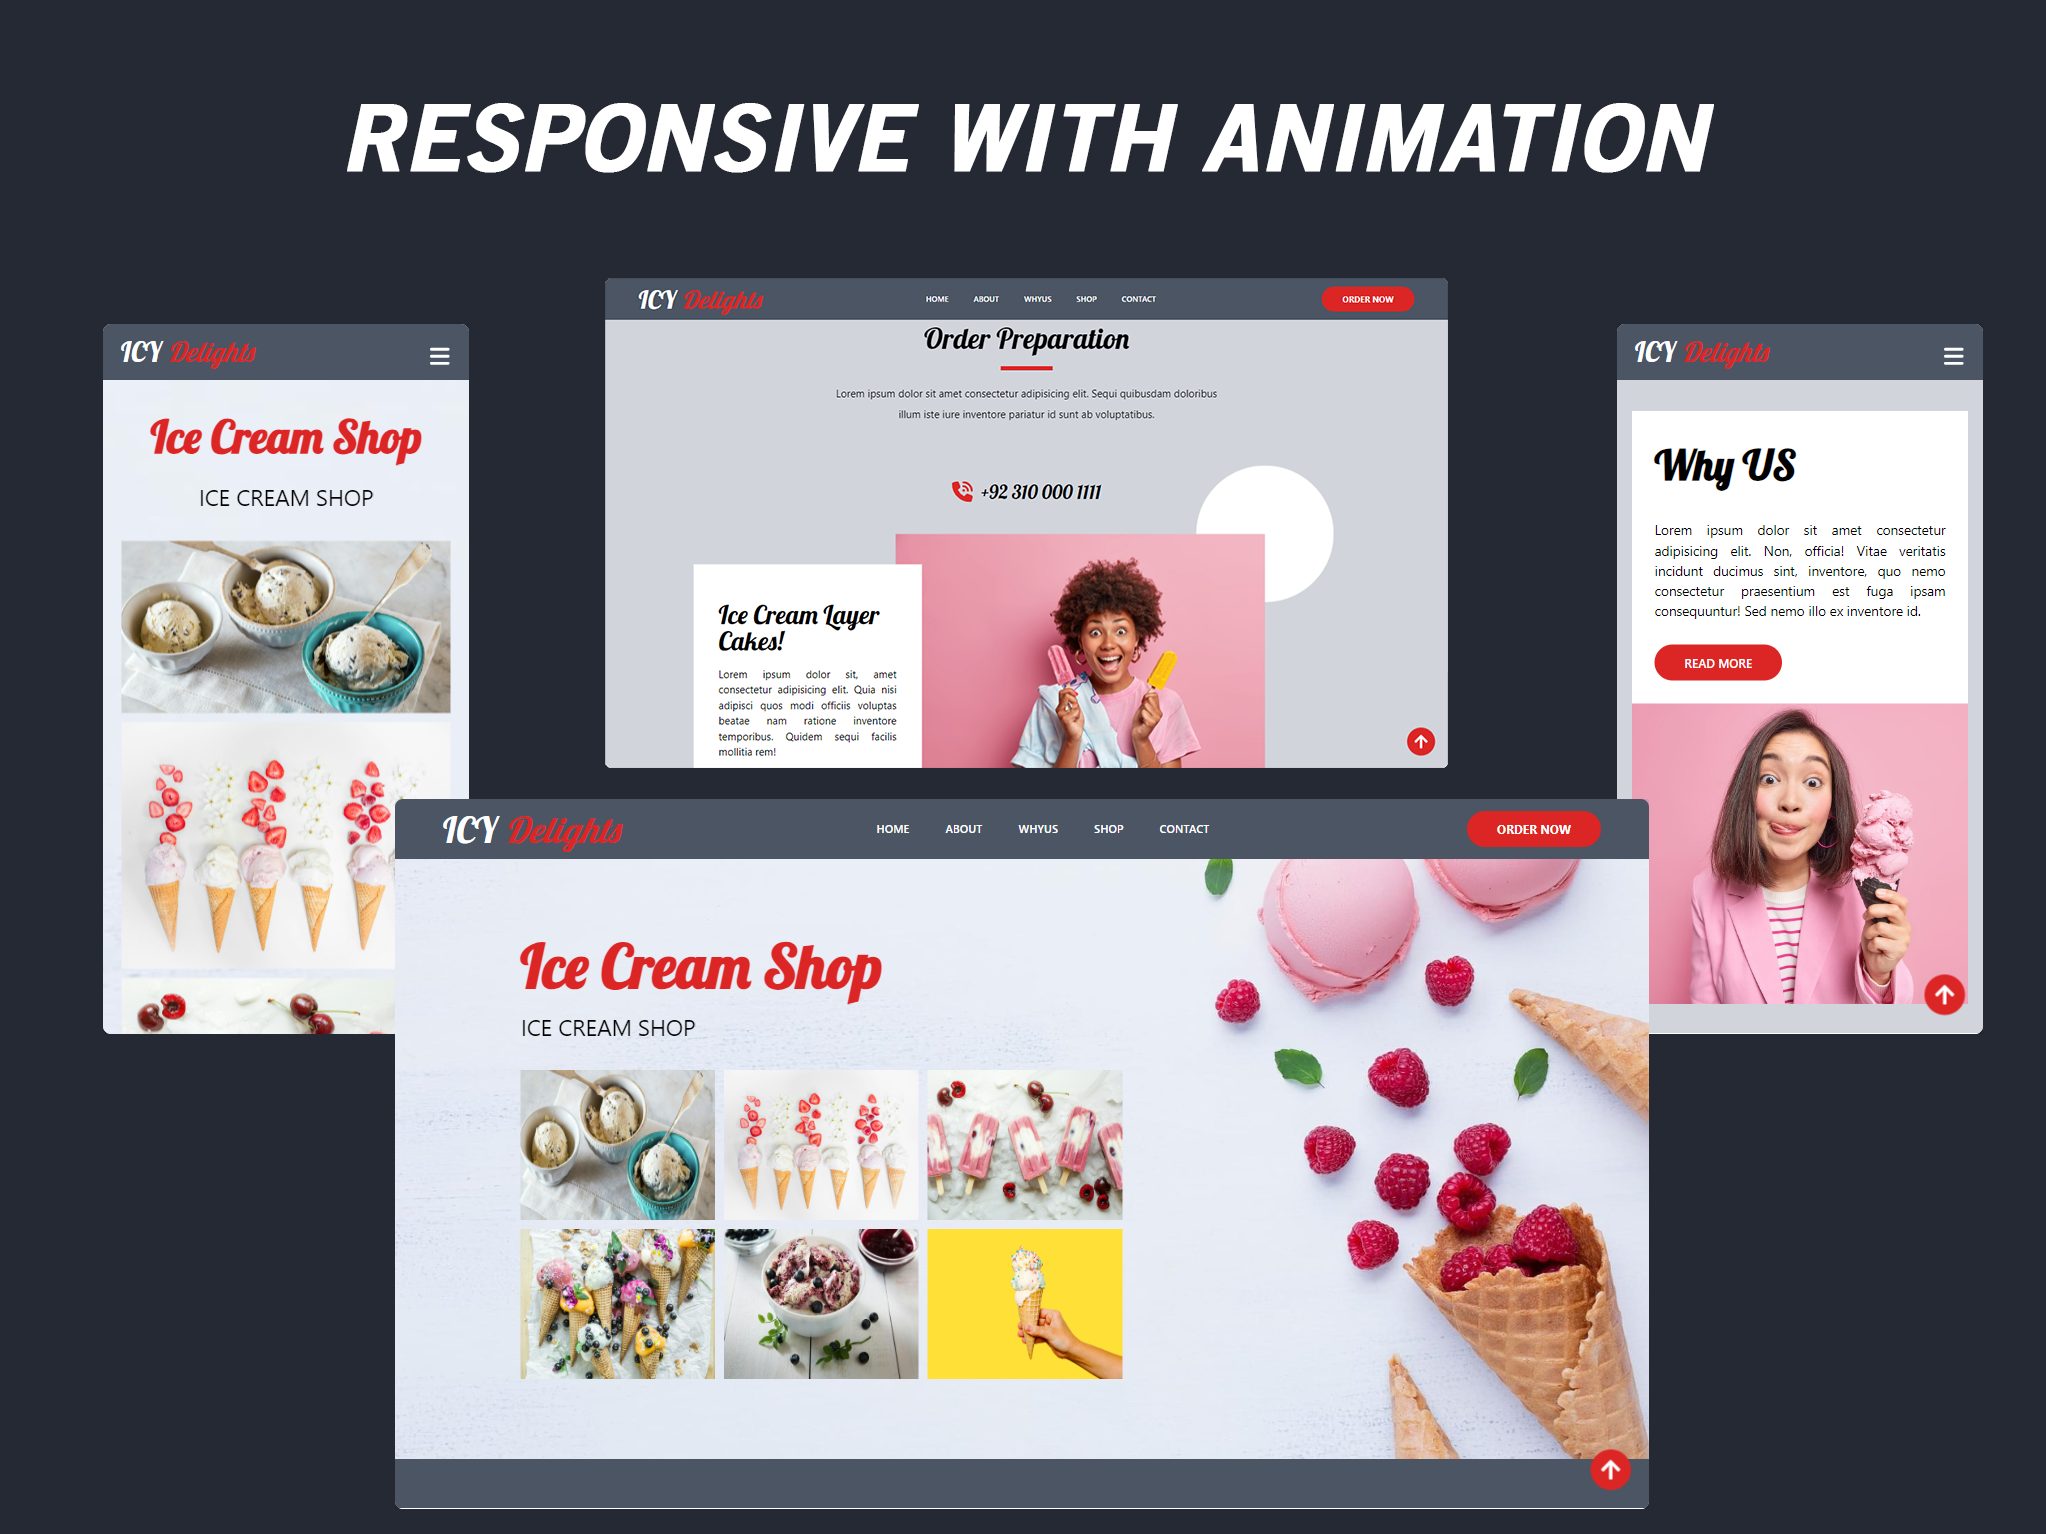 RESPONSIVE WITH ANIMATION
ICY Delights
Ice Cream Shop
ICE CREAM SHOP
ICY Delights
HOME ABOUT WHYUS SHOP CONTACT
ORDER NOW
Order Preparation
Lorem ipsum dolor sit amet consectetur adipisicing elit. Sequi quibusdam doloribus
illum iste iure inventore pariatur id sunt ab voluptatibus.
+92 310 000 1111
Ice Cream Layer
Cakes!
Lorem ipsum dolor sit, amet
consectetur adipisicing elit. Quia nisi
adipisci quos modi officiis voluptas
beatae nam ratione inventore
temporibus. Quidem sequi facilis
mollitia rem!
ICY Delights
Why US
Lorem ipsum dolor sit amet consectetur
adipisicing elit. Non, officia! Vitae veritatis
incidunt ducimus sint, inventore, quo nemo
consectetur praesentium est fuga ipsam
consequuntur! Sed nemo illo ex inventore id.
READ MORE
ICY Delights
HOME ABOUT WHYUS SHOP CONTACT
ORDER NOW
Ice Cream Shop
ICE CREAM SHOP